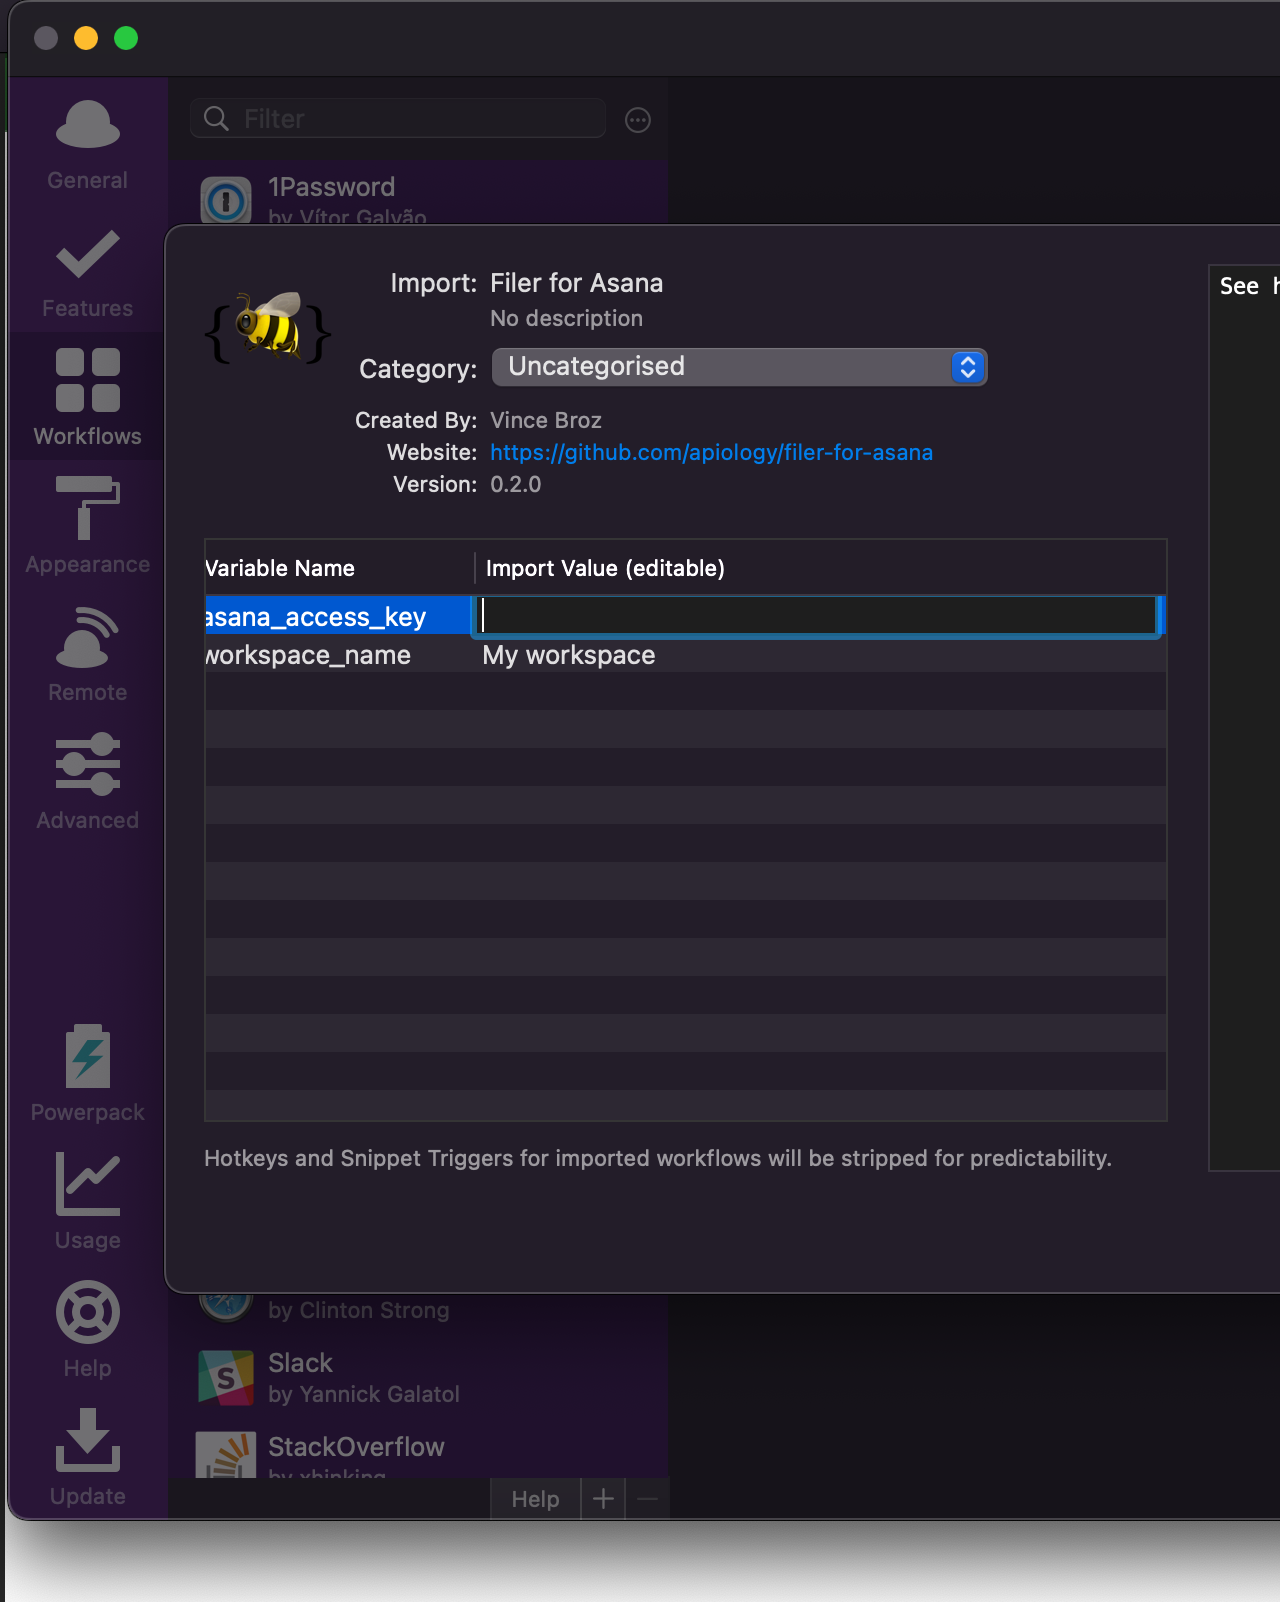 Filter
General
1Password
by Vítor Galvão
Features
Workflows
Appearance
Remote
Advanced
Powerpack
Usage
Help
Update
Import: Filer for Asana
No description
Category: Uncategorised
Created By: Vince Broz
Website: https://github.com/apiology/filer-for-asana
Version: 0.2.0
Variable Name Import Value (editable)
asana_access_key
workspace_name My workspace
Hotkeys and Snippet Triggers for imported workflows will be stripped for predictability.
See
by Clinton Strong
Slack
by Yannick Galatol
StackOverflow
by xhinking
Help